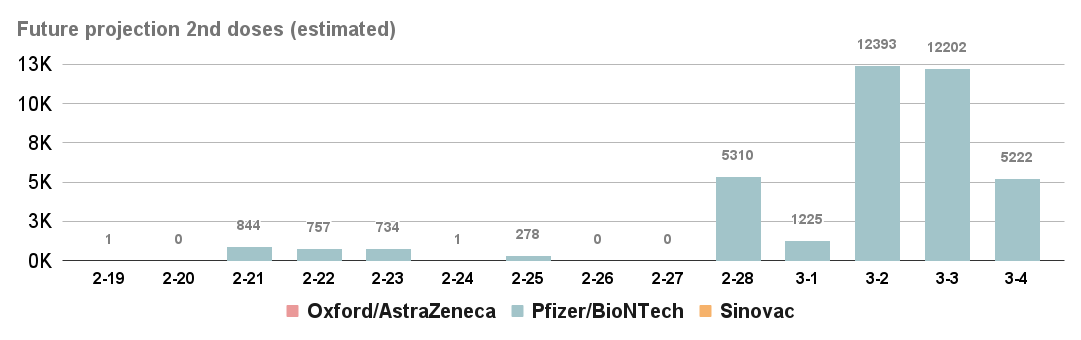 Future projection 2nd doses (estimated)
13K
10K
8K
5K
3K
0K
1
0
844
757
734
1
278
0
0
5310
1225
12393
12202
5222
2-19
2-20
2-21
2-22
2-23
2-24
2-25
2-26
2-27
2-28
3-1
3-2
3-3
3-4
Oxford/AstraZeneca
Pfizer/BioNTech
Sinovac